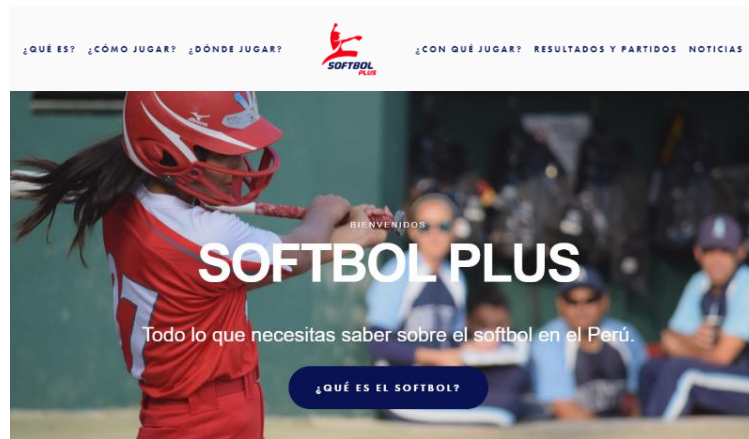 ¿QUÉ ES? ¿CÓMO JUGAR? ¿DÓNDE JUGAR?
SOFTBOL
PLUS
¿CON QUÉ JUGAR? RESULTADOS Y PARTIDOS NOTICIAS
BIENVENIDOS
SOFTBOL PLUS
Todo lo que necesitas saber sobre el softbol en el Perú.
¿QUÉ ES EL SOFTBOL?